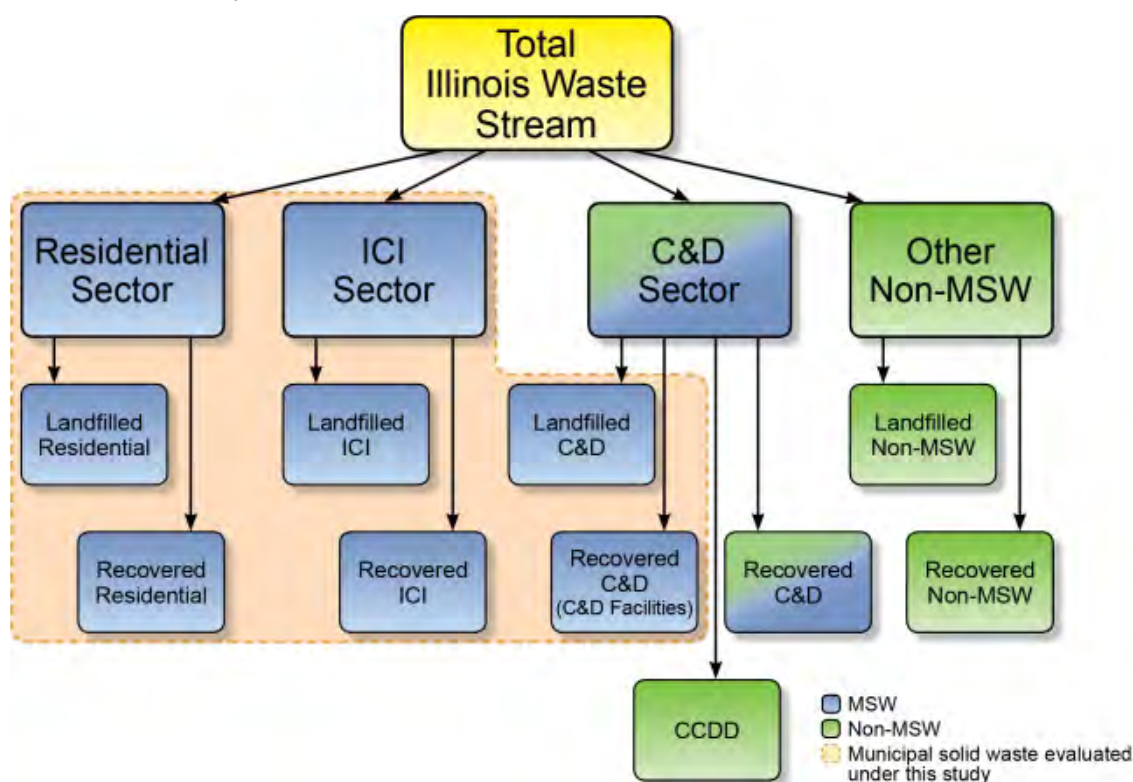 Total
Illinois Waste
Stream
Residential
Sector
ICI
Sector
C&D
Sector
Other
Non-MSW
Landfilled
Residential
Landfilled
ICI
Landfilled
C&D
Landfilled
Non-MSW
Recovered
Residential
Recovered
ICI
Recovered
C&D
(C&D Facilities)
Recovered
C&D
Recovered
Non-MSW
CCDD
MSW
Non-MSW
Municipal solid waste evaluated
under this study